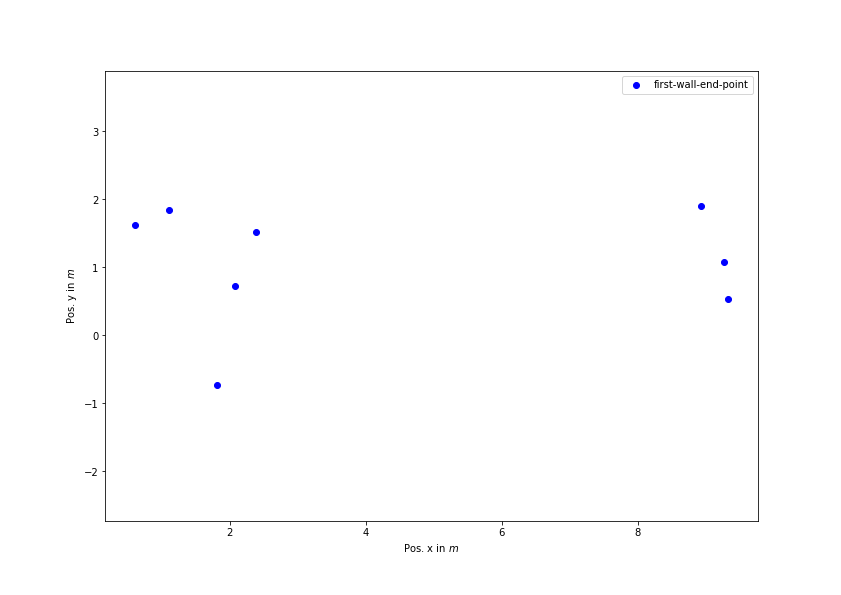 first-wall-end-point
3
2
1
0
−1
−2
Pos. y in m
2 4 6 8
Pos. x in m